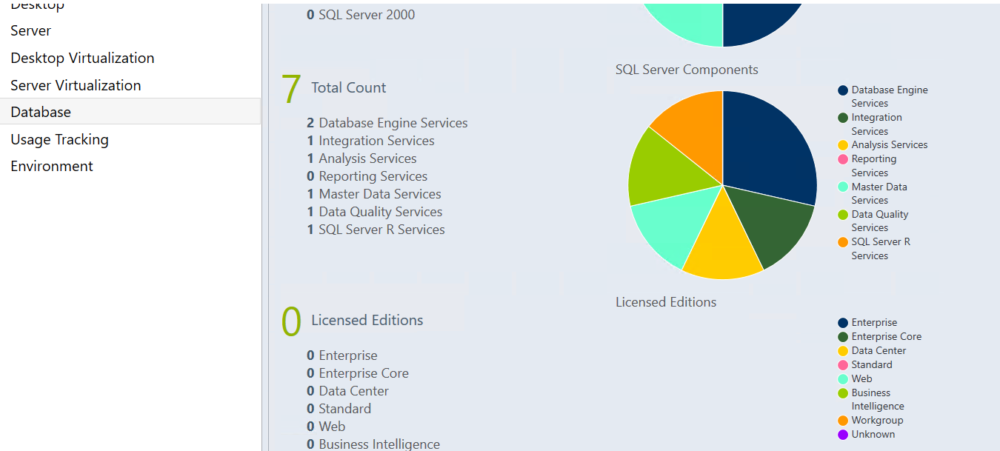 Desktop
Server
Desktop Virtualization
Server Virtualization
Database
Usage Tracking
Environment
0 SQL Server 2000
7 Total Count
2 Database Engine Services
1 Integration Services
1 Analysis Services
0 Reporting Services
1 Master Data Services
1 Data Quality Services
1 SQL Server R Services
SQL Server Components
Database Engine
Services
Integration
Services
Analysis Services
Reporting
Services
Master Data
Services
Data Quality
Services
SQL Server R
Services
0 Licensed Editions
0 Enterprise
0 Enterprise Core
0 Data Center
0 Standard
0 Web
0 Business Intelligence
Licensed Editions
Enterprise
Enterprise Core
Data Center
Standard
Web
Business
Intelligence
Workgroup
Unknown